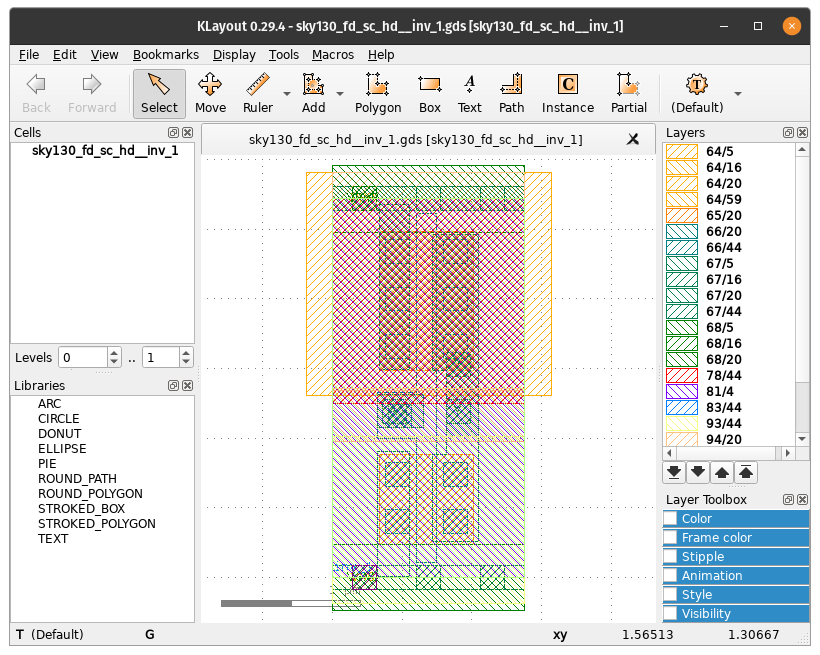 KLayout 0.29.4 - sky130_fd_sc_hd__inv_1.gds [sky130_fd_sc_hd__inv_1]
File Edit View Bookmarks Display Tools Macros Help
Back Forward Select Move Ruler Add Polygon Box Text Path Instance Partial (Default)
Cells
sky130_fd_sc_hd__inv_1
Levels 0 .. 1
Libraries
ARC
CIRCLE
DONUT
ELLIPSE
PIE
ROUND_PATH
ROUND_POLYGON
STROKED_BOX
STROKED_POLYGON
TEXT
sky130_fd_sc_hd__inv_1.gds [sky130_fd_sc_hd__inv_1]
Layers
64/5
64/16
64/20
64/59
65/20
66/20
66/44
67/5
67/16
67/20
67/44
68/5
68/16
68/20
78/44
81/4
83/44
93/44
94/20
Layer Toolbox
Color
Frame color
Stipple
Animation
Style
Visibility
T (Default) G xy 1.56513 1.30667